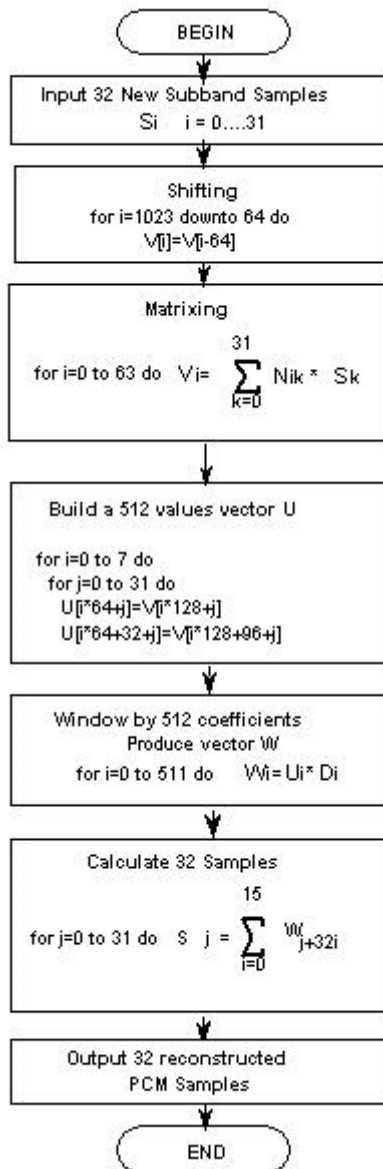 BEGIN
Input 32 New Subband Samples
Si i = 0....31
Shifting
for i=1023 downto 64 do
V[i]=V[i-64]
Matrixing
31
for i=0 to 63 do Vi= ∑ Nik * Sk
k=0
Build a 512 values vector U
for i=0 to 7 do
for j=0 to 31 do
U[i*64+j]=V[i*128+j]
U[i*64+32+j]=V[i*128+96+j]
Window by 512 coefficients
Produce vector W
for i=0 to 511 do Wi=Ui* Di
Calculate 32 Samples
15
for j=0 to 31 do S j = ∑ Wj+32i
i=0
Output 32 reconstructed
PCM Samples
END